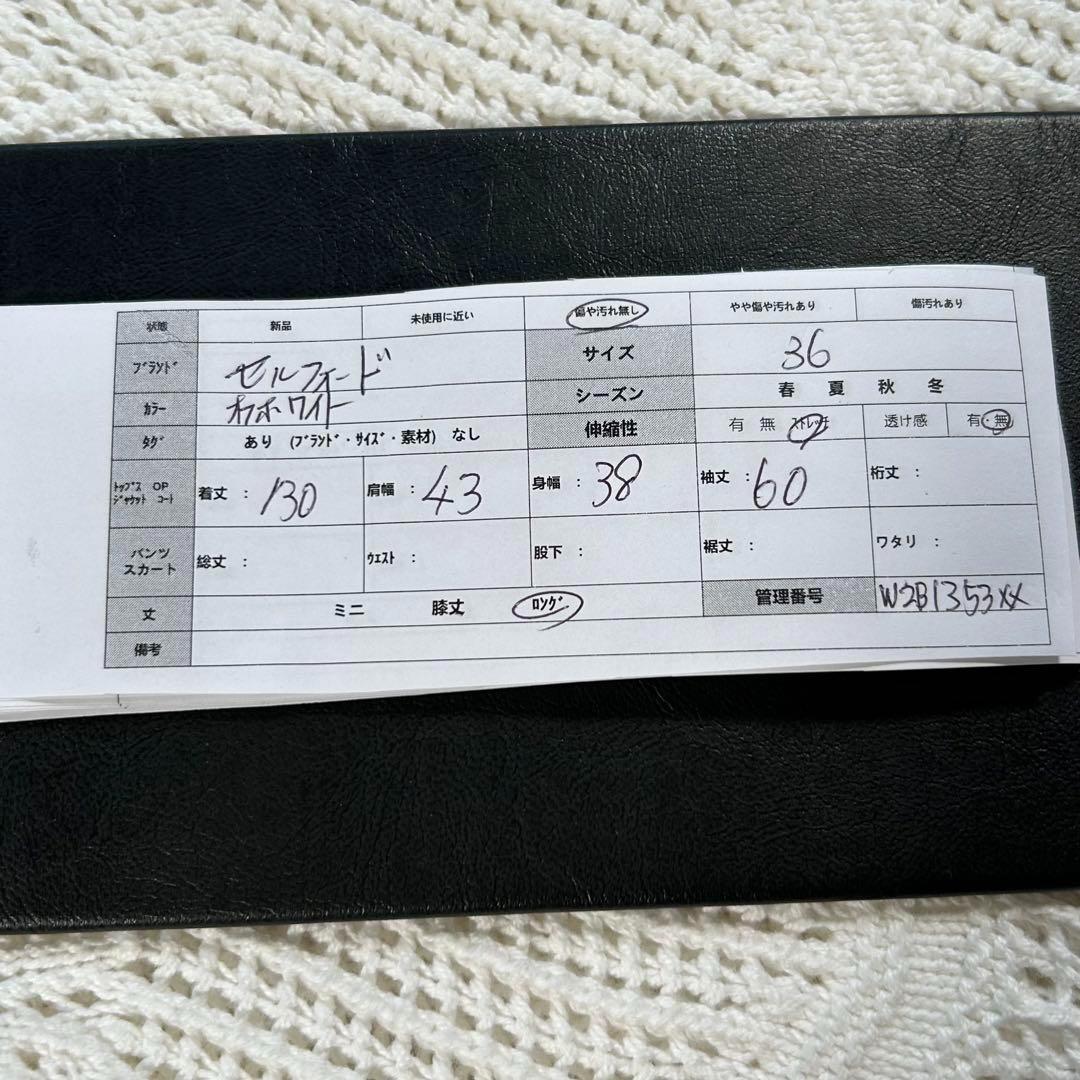 状態 新品 未使用に近い 傷や汚れ無し やや傷や汚れあり 傷汚れあり
ﾌﾞﾗﾝﾄﾞ セルフォード サイズ 36
ｶﾗｰ オフホワイト シーズン 春 夏 秋 冬
ﾀｸﾞ あり (ﾌﾞﾗﾝﾄﾞ・ｻｲｽﾞ・素材) なし 伸縮性 有 無 ｽﾄﾚｯﾁ 透け感 有・無
ﾄｯﾌﾟｽ OP
ｼﾞｬｹｯﾄ ｺｰﾄ
着丈 : 130 肩幅 : 43 身幅 : 38 袖丈 : 60 桁丈 :
パンツ
スカート
総丈 : ｳｴｽﾄ : 股下 : 裾丈 : ワタリ :
丈 ミニ 膝丈 ﾛﾝｸﾞ 管理番号 W2B1353XX
備考